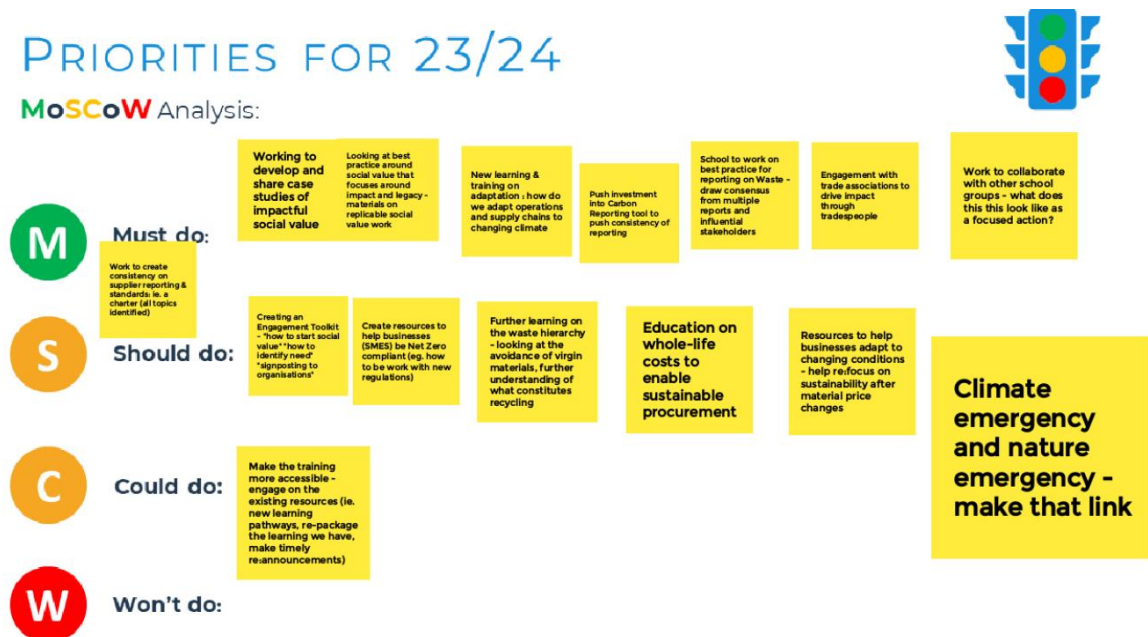 PRIORITIES FOR 23/24
MoSCoW Analysis:
M
Must do:
Working to
develop and
share case
studies of
impactful
social value
Looking at best
practice around
social value that
focuses around
impact and legacy -
materials on
replicable social
value work
New learning &
training on
adaptation : how do
we adapt operations
and supply chains to
changing climate
Push investment
into Carbon
Reporting tool to
push consistency of
reporting
School to work on
best practice for
reporting on Waste -
draw consensus
from multiple
reports and
influential
stakeholders
Engagement with
trade associations to
drive impact
through
tradespeople
Work to collaborate
with other school
groups - what does
this this look like as
a focused action?
Work to create
consistency on
supplier reporting &
standards: ie. a
charter (all topics
identified)
S
Should do:
Creating an
Engagement Toolkit
- "how to start social
value" "how to
identify need"
"signposting to
organisations"
Create resources to
help businesses
(SMES) be Net Zero
compliant (eg. how
to be work with new
regulations)
Further learning on
the waste hierarchy
- looking at the
avoidance of virgin
materials, further
understanding of
what constitutes
recycling
Education on
whole-life
costs to
enable
sustainable
procurement
Resources to help
businesses adapt to
changing conditions
- help re:focus on
sustainability after
material price
changes
Climate
emergency
and nature
emergency -
make that link
C
Could do:
Make the training
more accessible -
engage on the
existing resources (ie.
new learning
pathways, re-package
the learning we have,
make timely
re:announcements)
W
Won't do: